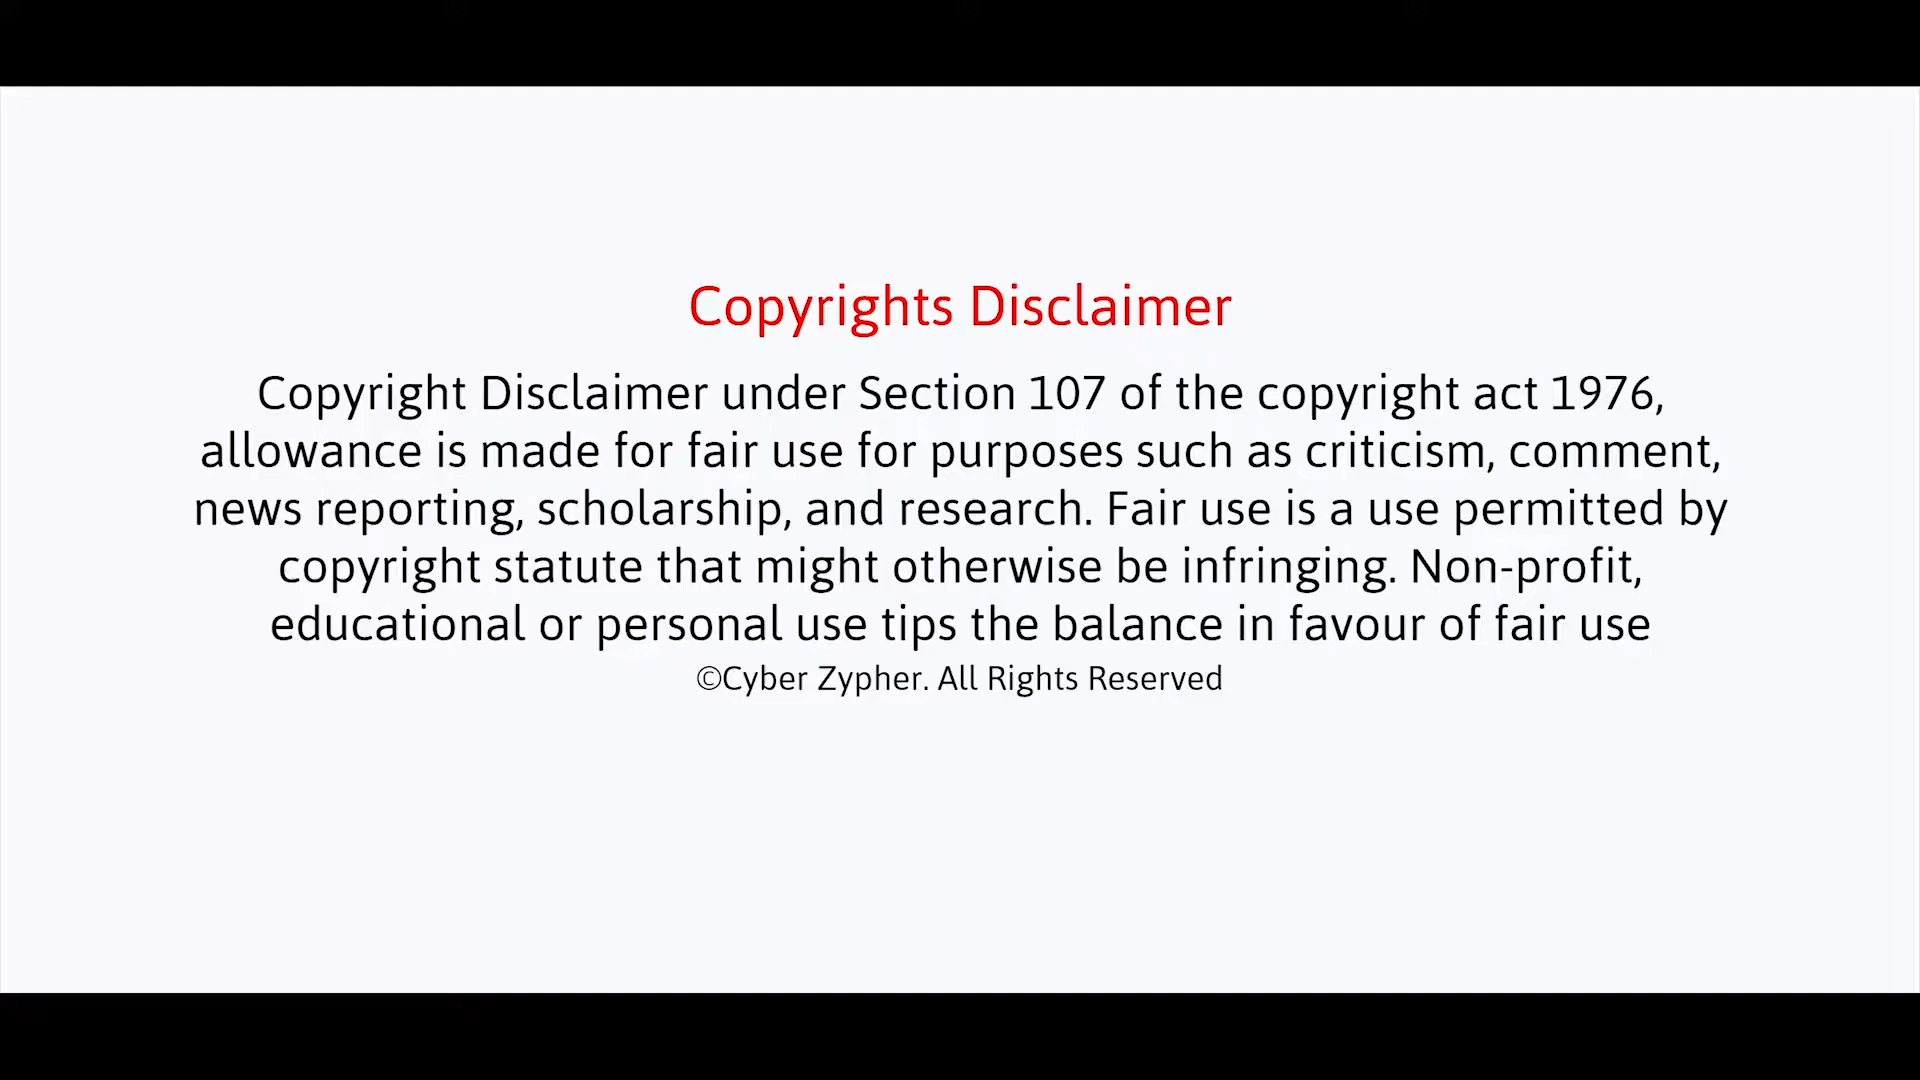 Copyrights Disclaimer
Copyright Disclaimer under Section 107 of the copyright act 1976,
allowance is made for fair use for purposes such as criticism, comment,
news reporting, scholarship, and research. Fair use is a use permitted by
copyright statute that might otherwise be infringing. Non-profit,
educational or personal use tips the balance in favour of fair use
©Cyber Zypher. All Rights Reserved